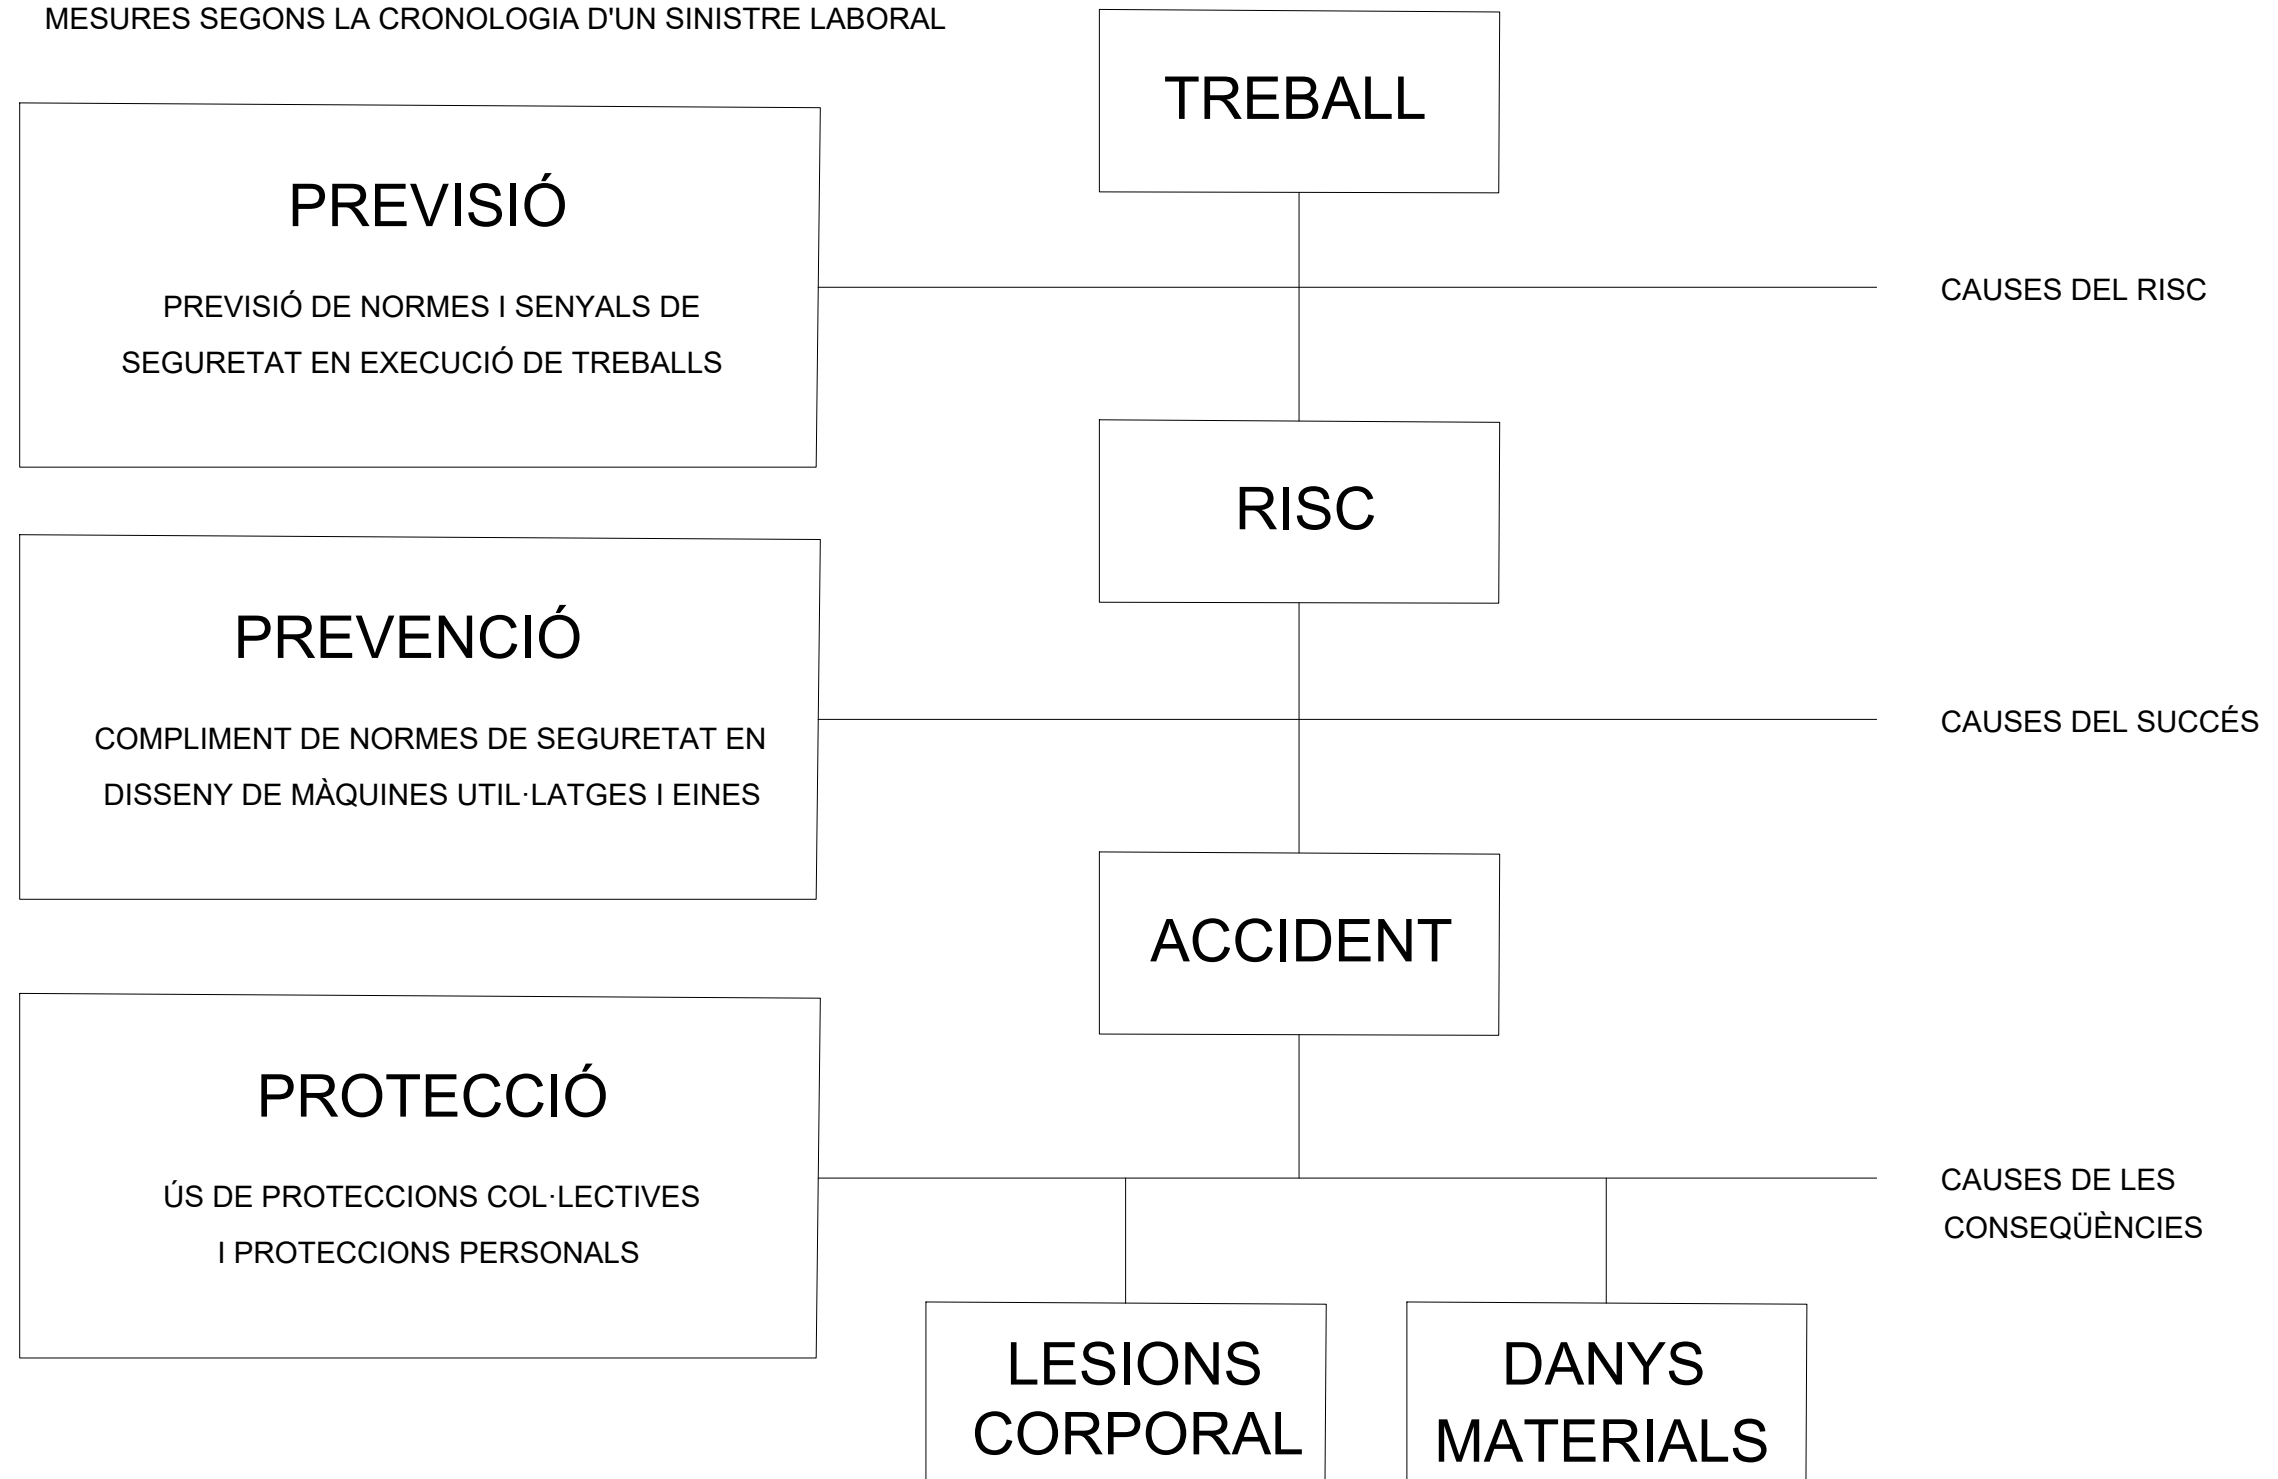 MESURES SEGONS LA CRONOLOGIA D'UN SINISTRE LABORAL
TREBALL
PREVISIÓ
PREVISIÓ DE NORMES I SENYALS DE
SEGURETAT EN EXECUCIÓ DE TREBALLS
CAUSES DEL RISC
RISC
PREVENCIÓ
COMPLIMENT DE NORMES DE SEGURETAT EN
DISSENY DE MÀQUINES UTIL·LATGES I EINES
CAUSES DEL SUCCÉS
ACCIDENT
PROTECCIÓ
ÚS DE PROTECCIONS COL·LECTIVES
I PROTECCIONS PERSONALS
CAUSES DE LES
CONSEQÜÈNCIES
LESIONS
CORPORAL
DANYS
MATERIALS